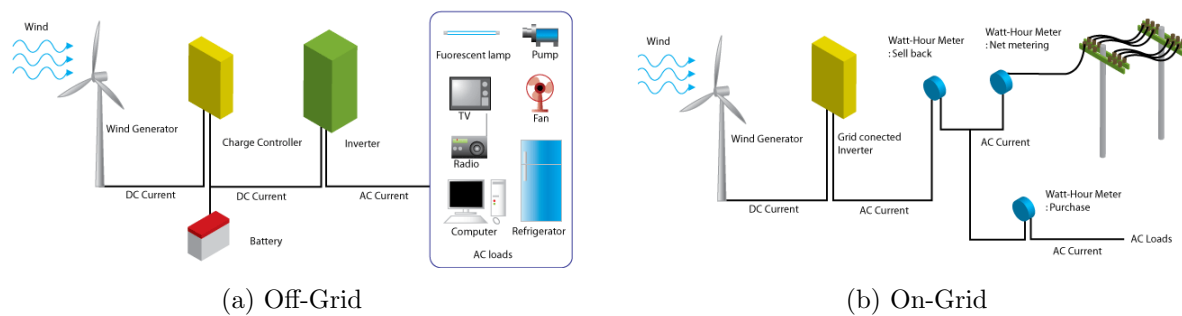 Wind
Fluorescent lamp
Pump
TV
Fan
Radio
Computer
Refrigerator
AC loads
Wind Generator
Charge Controller
Inverter
DC Current
DC Current
AC Current
Battery
(a) Off-Grid
Wind
Watt-Hour Meter
: Sell back
Watt-Hour Meter
: Net metering
Wind Generator
Grid conected
Inverter
AC Current
DC Current
AC Current
Watt-Hour Meter
: Purchase
AC Current
AC Loads
(b) On-Grid